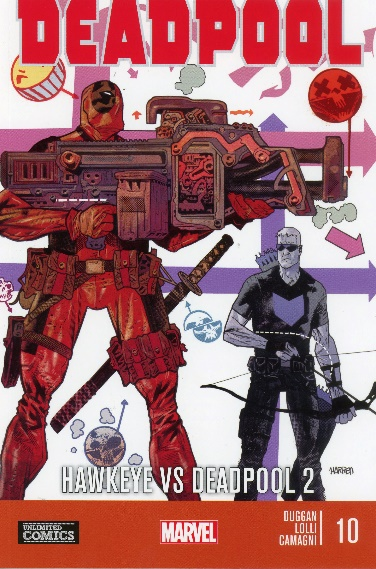 DEADPOOL
HAWKEYE VS DEADPOOL 2
HARREN
UNLIMITED
COMICS
MARVEL
DUGGAN
LOLLI
CAMAGNI
10